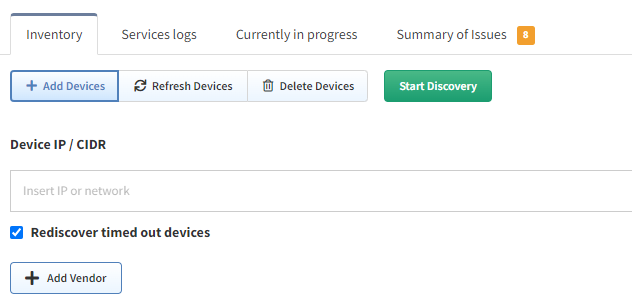 Inventory Services logs Currently in progress Summary of Issues 8
Add Devices Refresh Devices Delete Devices Start Discovery
Device IP / CIDR
Insert IP or network
Rediscover timed out devices
Add Vendor